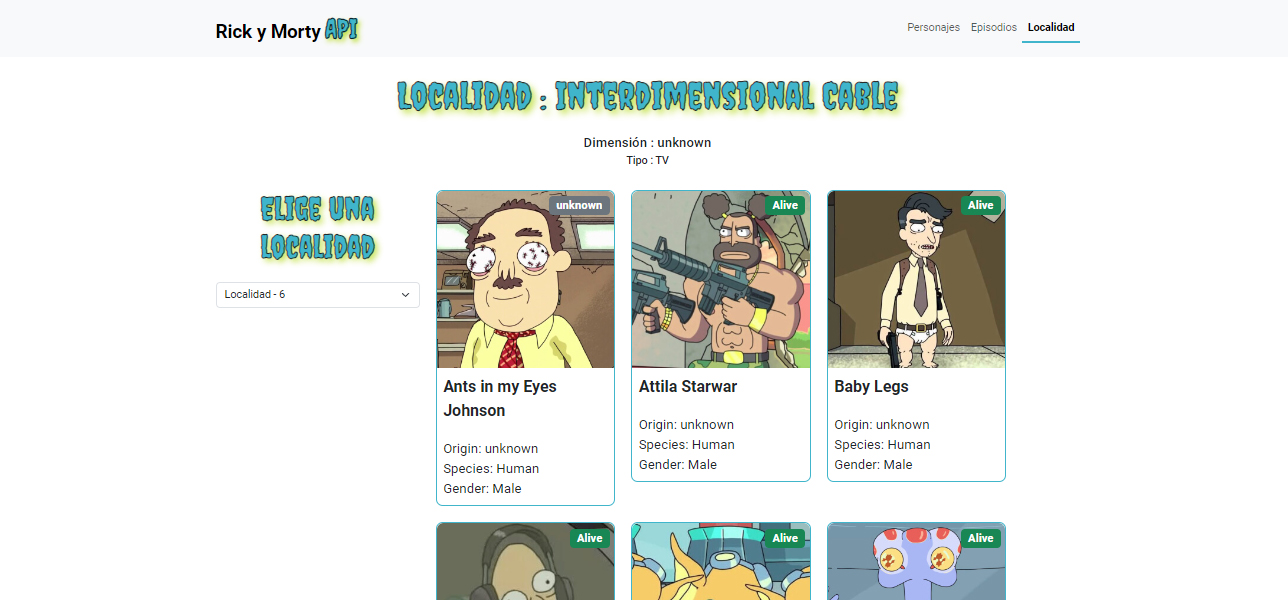 Rick y Morty API
Personajes Episodios Localidad
LOCALIDAD : INTERDIMENSIONAL CABLE
Dimensión : unknown
Tipo : TV
ELIGE UNA
LOCALIDAD
Localidad - 6
unknown
Ants in my Eyes
Johnson
Origin: unknown
Species: Human
Gender: Male
Alive
Attila Starwar
Origin: unknown
Species: Human
Gender: Male
Alive
Baby Legs
Origin: unknown
Species: Human
Gender: Male
Alive
Alive
Alive